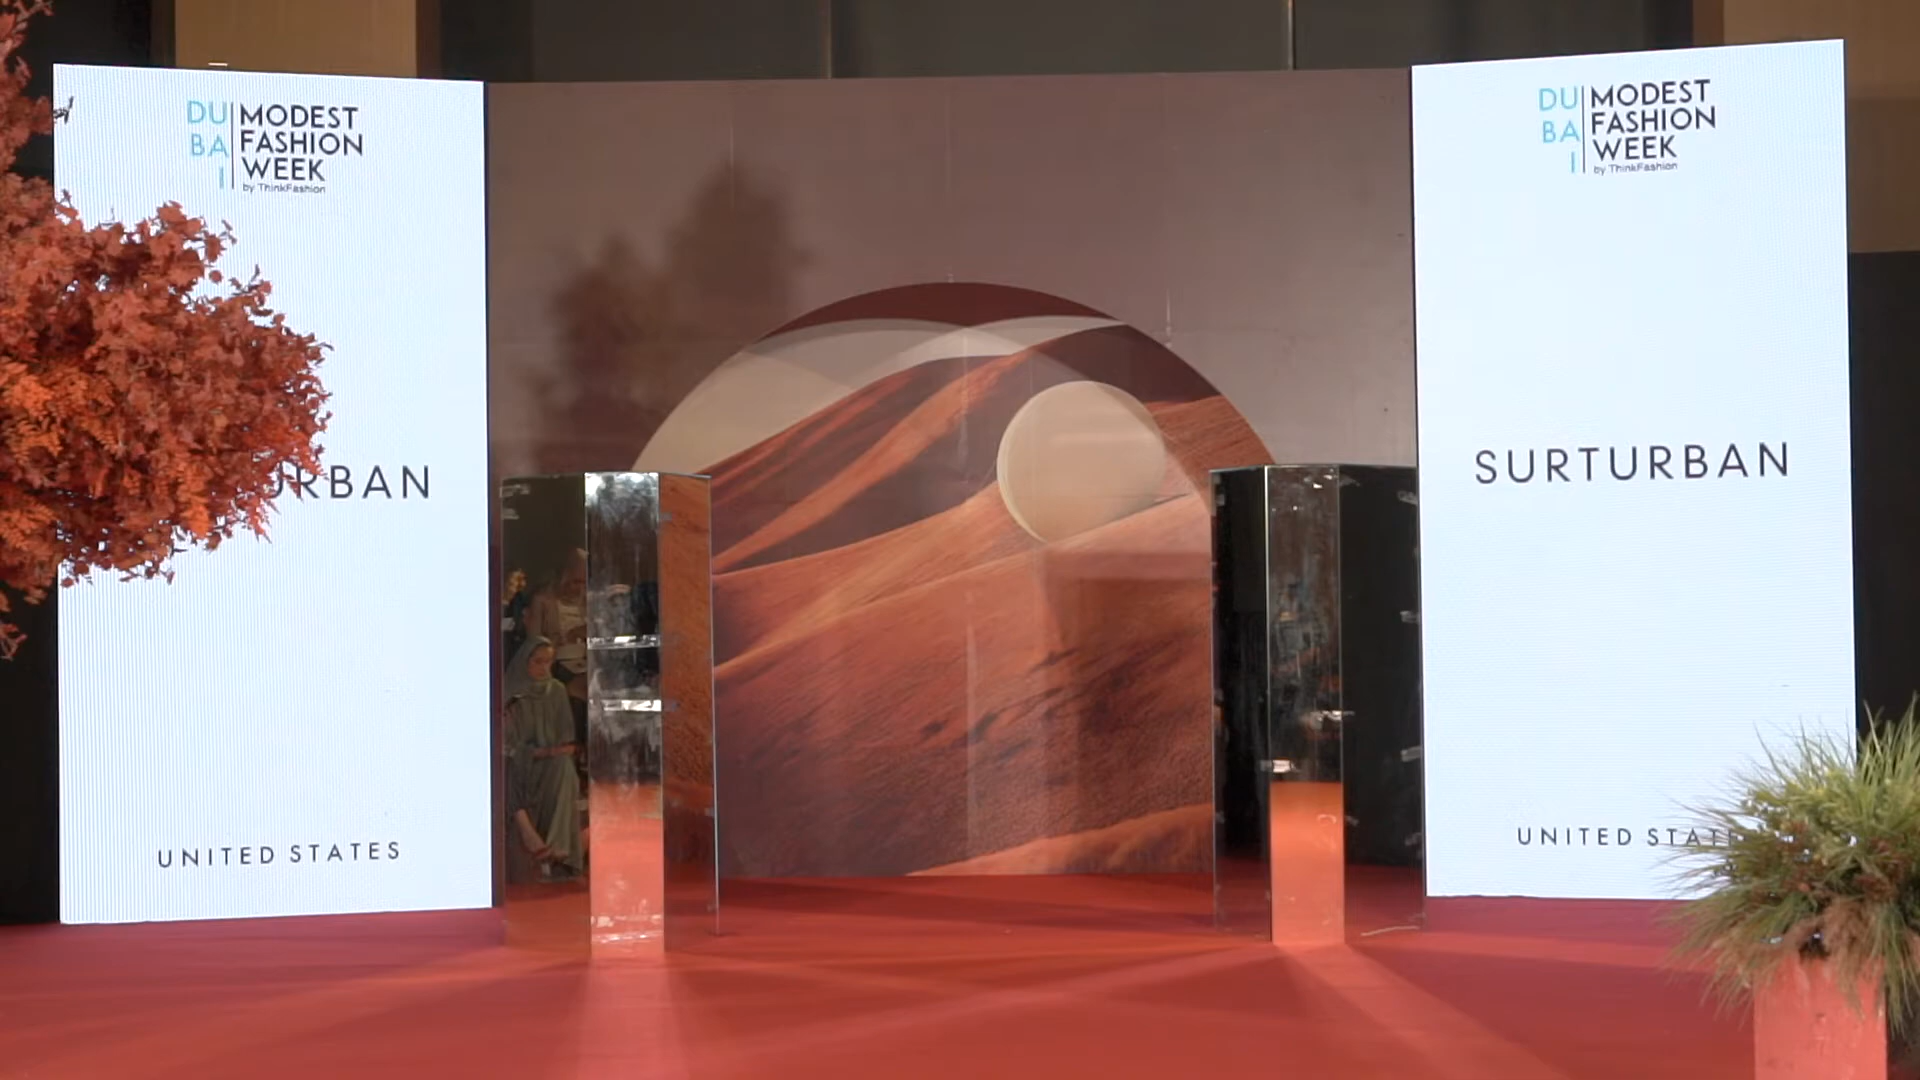 DU
BA
I
MODEST
FASHION
WEEK
by ThinkFashion
URBAN
UNITED STATES
DU
BA
I
MODEST
FASHION
WEEK
by ThinkFashion
SURTURBAN
UNITED STAT